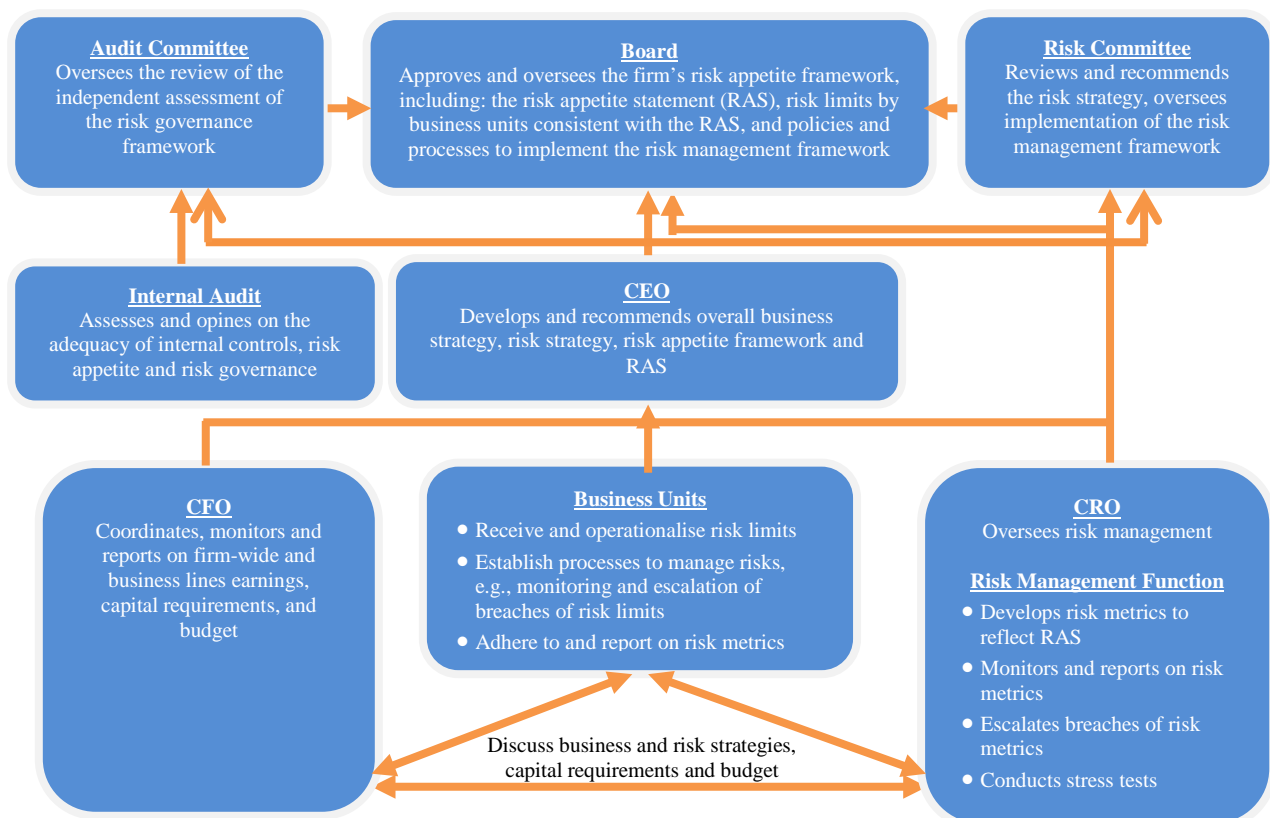 Audit Committee
Oversees the review of the
independent assessment of
the risk governance
framework
Board
Approves and oversees the firm's risk appetite framework,
including: the risk appetite statement (RAS), risk limits by
business units consistent with the RAS, and policies and
processes to implement the risk management framework
Risk Committee
Reviews and recommends
the risk strategy, oversees
implementation of the risk
management framework
Internal Audit
Assesses and opines on the
adequacy of internal controls, risk
appetite and risk governance
CEO
Develops and recommends overall business
strategy, risk strategy, risk appetite framework and
RAS
CFO
Coordinates, monitors and
reports on firm-wide and
business lines earnings,
capital requirements, and
budget
Business Units
• Receive and operationalise risk limits
• Establish processes to manage risks,
e.g., monitoring and escalation of
breaches of risk limits
• Adhere to and report on risk metrics
CRO
Oversees risk management
Risk Management Function
• Develops risk metrics to
reflect RAS
• Monitors and reports on risk
metrics
• Escalates breaches of risk
metrics
• Conducts stress tests
Discuss business and risk strategies,
capital requirements and budget